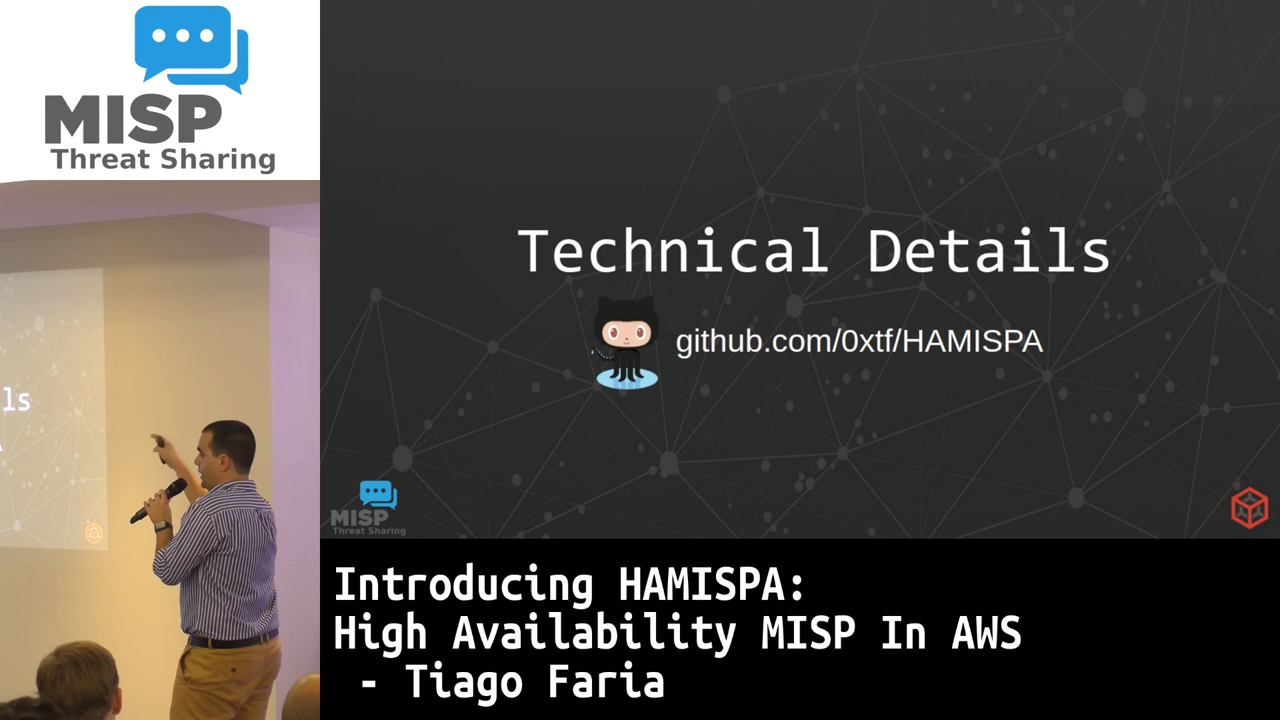 MISP
Threat Sharing
ls
Technical Details
github.com/0xtf/HAMISPA
MISP
Threat Sharing
Introducing HAMISPA:
High Availability MISP In AWS
- Tiago Faria